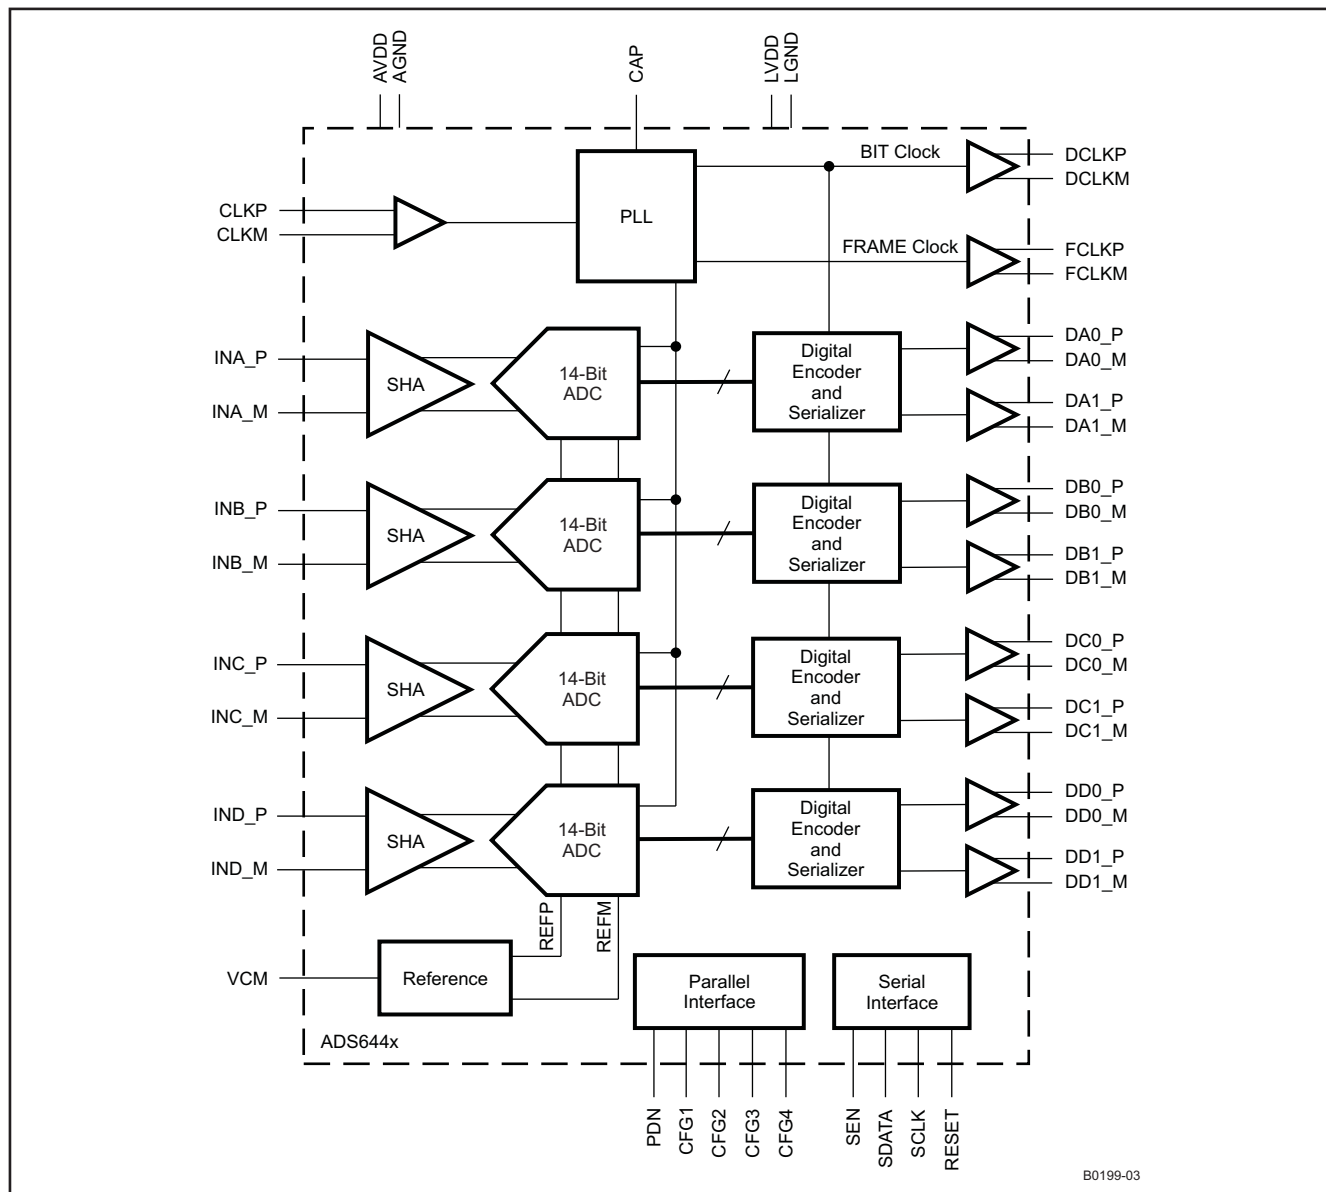 AVDD
AGND
CAP
LVDD
LGND
BIT Clock
DCLKP
DCLKM
CLKP
CLKM
PLL
FRAME Clock
FCLKP
FCLKM
INA_P
INA_M
SHA
14-Bit
ADC
Digital
Encoder
and
Serializer
DA0_P
DA0_M
DA1_P
DA1_M
INB_P
INB_M
SHA
14-Bit
ADC
Digital
Encoder
and
Serializer
DB0_P
DB0_M
DB1_P
DB1_M
INC_P
INC_M
SHA
14-Bit
ADC
Digital
Encoder
and
Serializer
DC0_P
DC0_M
DC1_P
DC1_M
IND_P
IND_M
SHA
14-Bit
ADC
Digital
Encoder
and
Serializer
DD0_P
DD0_M
DD1_P
DD1_M
REFP
REFM
VCM
Reference
Parallel
Interface
Serial
Interface
ADS644x
PDN
CFG1
CFG2
CFG3
CFG4
SEN
SDATA
SCLK
RESET
B0199-03